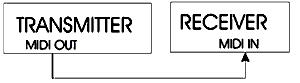 TRANSMITTER
MIDI OUT
RECEIVER
MIDI IN